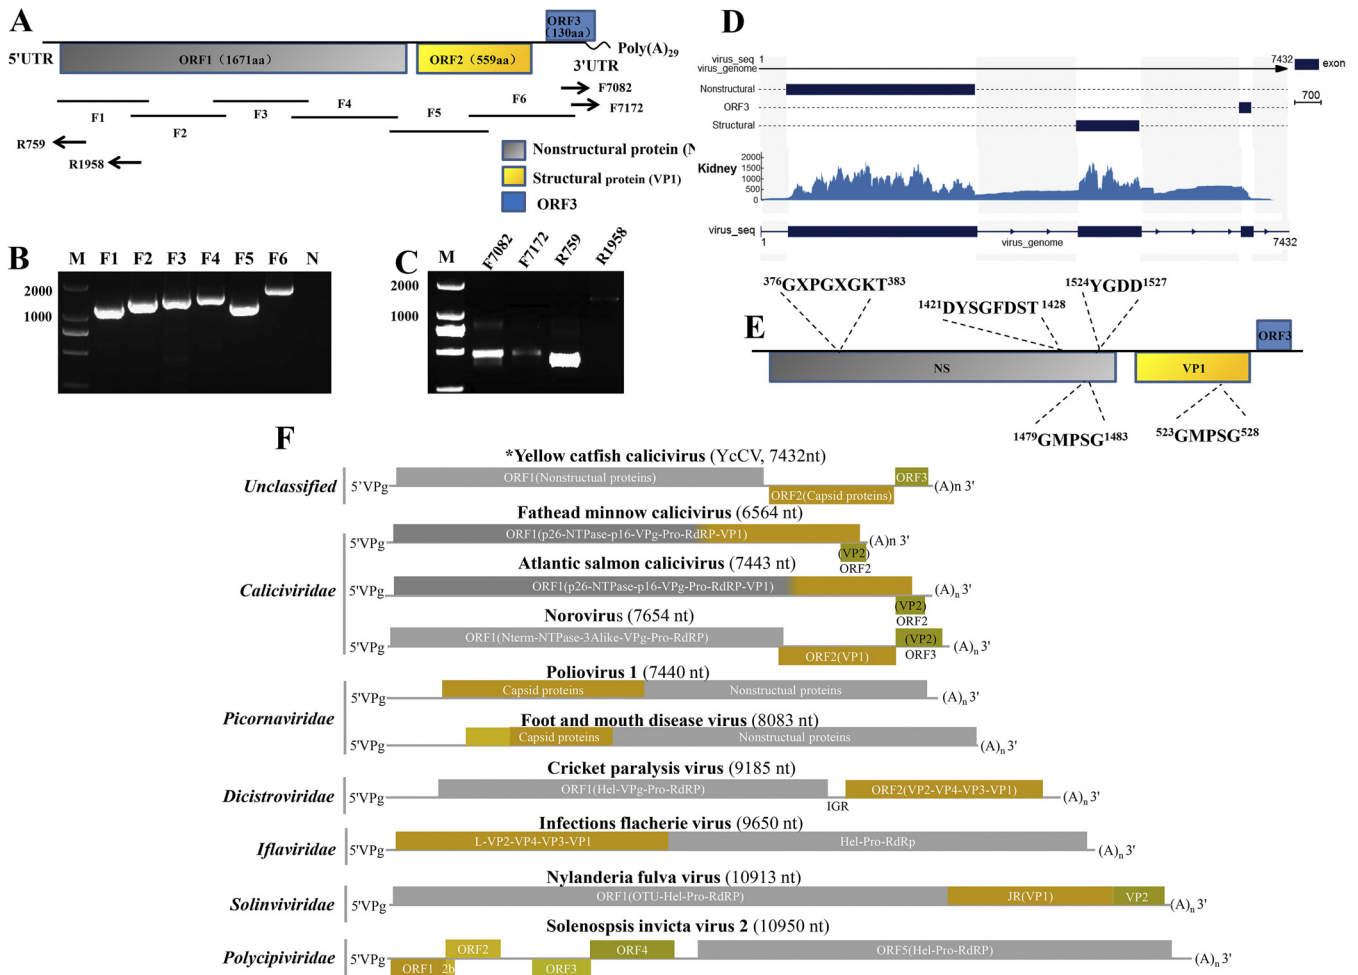 A
ORF3
(130aa)
5'UTR
ORF1 (1671aa)
ORF2 (559aa)
Poly(A)29
3'UTR
F7082
F7172
F1
F2
F3
F4
F5
F6
R759
R1958
Nonstructural protein (N
Structural protein (VP1)
ORF3
B
M F1 F2 F3 F4 F5 F6 N
2000
1000
C
M F7082 F7172 R759 R1958
2000
1000
D
virus_seq 1 7432
virus_genome
exon
700
Nonstructural
ORF3
Structural
Kidney
2000
1500
1000
500
0
virus_seq
1 virus_genome 7432
E
376GXPGXGKT383
1421DYSGFDST1428
1524YGDD1527
ORF3
NS
VP1
1479GMPSG1483
523GMPSG528
F
*Yellow catfish calicivirus (YcCV, 7432nt)
Unclassified
5'VPg
ORF1(Nonstructual proteins)
ORF2(Capsid proteins)
ORF3
(A)n 3'
Fathead minnow calicivirus (6564 nt)
5'VPg
ORF1(p26-NTPase-p16-VPg-Pro-RdRP-VP1)
(A)n 3'
(VP2)
ORF2
Caliciviridae
Atlantic salmon calicivirus (7443 nt)
5'VPg
ORF1(p26-NTPase-p16-VPg-Pro-RdRP-VP1)
(A)n 3'
(VP2)
ORF2
Norovirus (7654 nt)
5'VPg
ORF1(Nterm-NTPase-3Alike-VPg-Pro-RdRP)
ORF2(VP1)
(VP2)
ORF3
(A)n 3'
Poliovirus 1 (7440 nt)
5'VPg
Capsid proteins
Nonstructual proteins
(A)n 3'
Picornaviridae
Foot and mouth disease virus (8083 nt)
5'VPg
Capsid proteins
Nonstructual proteins
(A)n 3'
Cricket paralysis virus (9185 nt)
Dicistroviridae
5'VPg
ORF1(Hel-VPg-Pro-RdRP)
IGR
ORF2(VP2-VP4-VP3-VP1)
(A)n 3'
Infections flacherie virus (9650 nt)
Iflaviridae
5'VPg
L-VP2-VP4-VP3-VP1
Hel-Pro-RdRp
(A)n 3'
Nylanderia fulva virus (10913 nt)
Solinviviridae
5'VPg
ORF1(OTU-Hel-Pro-RdRP)
JR(VP1)
VP2
(A)n 3'
Solenospsis invicta virus 2 (10950 nt)
Polycipiviridae
5'VPg
ORF1 2b
ORF2
ORF3
ORF4
ORF5(Hel-Pro-RdRP)
(A)n 3'